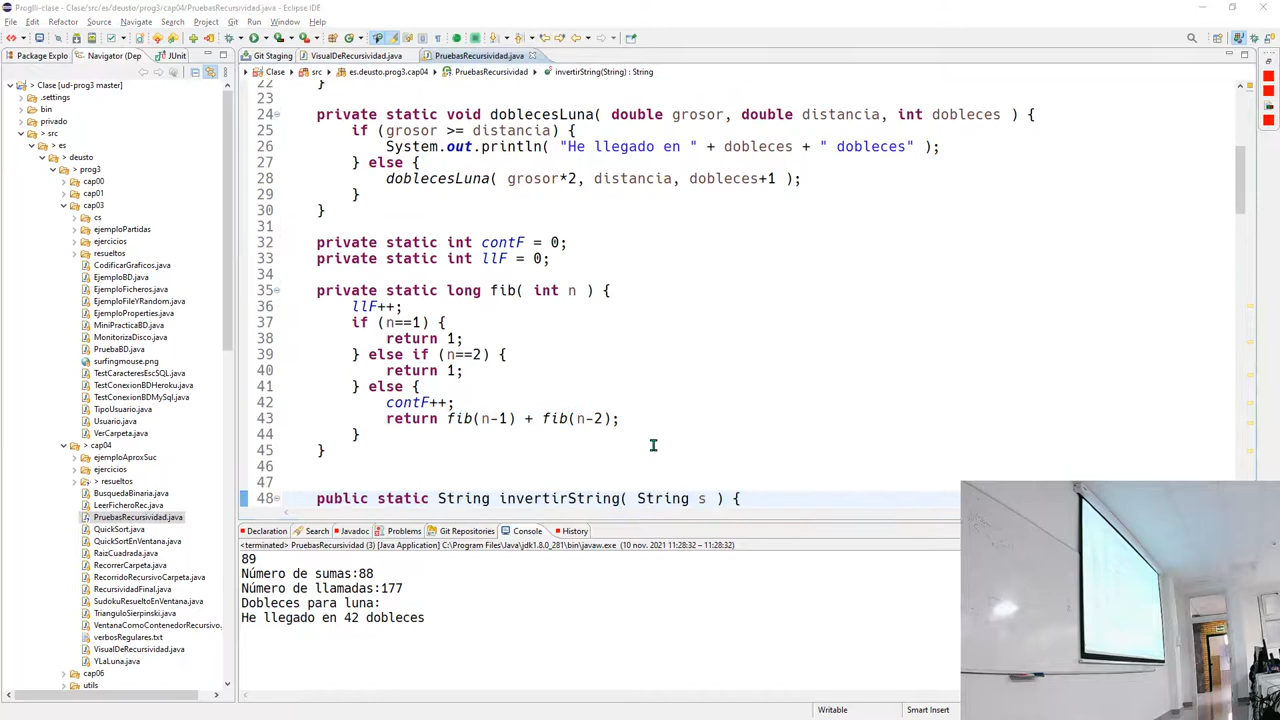 ProgIII-clase - Clase/src/es/deusto/prog3/cap04/PruebasRecursividad.java - Eclipse IDE
File Edit Refactor Source Navigate Search Project Git Run Window Help
Package Explo Navigator (Dep JUnit
Git Staging VisualDeRecursividad.java PruebasRecursividad.java
Clase src es.deusto.prog3.cap04 PruebasRecursividad invertirString(String) : String
Clase [ud-prog3 master]
.settings
bin
privado
> src
> es
> deusto
> prog3
cap00
cap01
cap03
cs
ejemploPartidas
ejercicios
resueltos
CodificarGraficos.java
EjemploBD.java
EjemploFicheros.java
EjemploFileYRandom.java
EjemploProperties.java
MiniPracticaBD.java
MonitorizaDisco.java
PruebaBD.java
surfingmouse.png
TestCaracteresEscSQL.java
TestConexionBDHeroku.java
TestConexionBDMySql.java
TipoUsuario.java
Usuario.java
VerCarpeta.java
> cap04
ejemploAproxSuc
ejercicios
> resueltos
BusquedaBinaria.java
LeerFicheroRec.java
PruebasRecursividad.java
QuickSort.java
QuickSortEnVentana.java
RaizCuadrada.java
RecorrerCarpeta.java
RecorridoRecursivoCarpeta.java
RecursividadFinal.java
SudokuResueltoEnVentana.java
TrianguloSierpinski.java
VentanaComoContenedorRecursivo.
verbosRegulares.txt
VisualDeRecursividad.java
YLaLuna.java
cap06
utils
22 }
23
24 private static void doblecesLuna( double grosor, double distancia, int dobleces ) {
25 if (grosor >= distancia) {
26 System.out.println( "He llegado en " + dobleces + " dobleces" );
27 } else {
28 doblecesLuna( grosor*2, distancia, dobleces+1 );
29 }
30 }
31
32 private static int contF = 0;
33 private static int llF = 0;
34
35 private static long fib( int n ) {
36 llF++;
37 if (n==1) {
38 return 1;
39 } else if (n==2) {
40 return 1;
41 } else {
42 contF++;
43 return fib(n-1) + fib(n-2);
44 }
45 }
46
47
48 public static String invertirString( String s ) {
Declaration Search Javadoc Problems Git Repositories Console History
<terminated> PruebasRecursividad (3) [Java Application] C:\Program Files\Java\jdk1.8.0_281\bin\javaw.exe (10 nov. 2021 11:28:32 – 11:28:32)
89
Número de sumas:88
Número de llamadas:177
Dobleces para luna:
He llegado en 42 dobleces
Writable Smart Insert